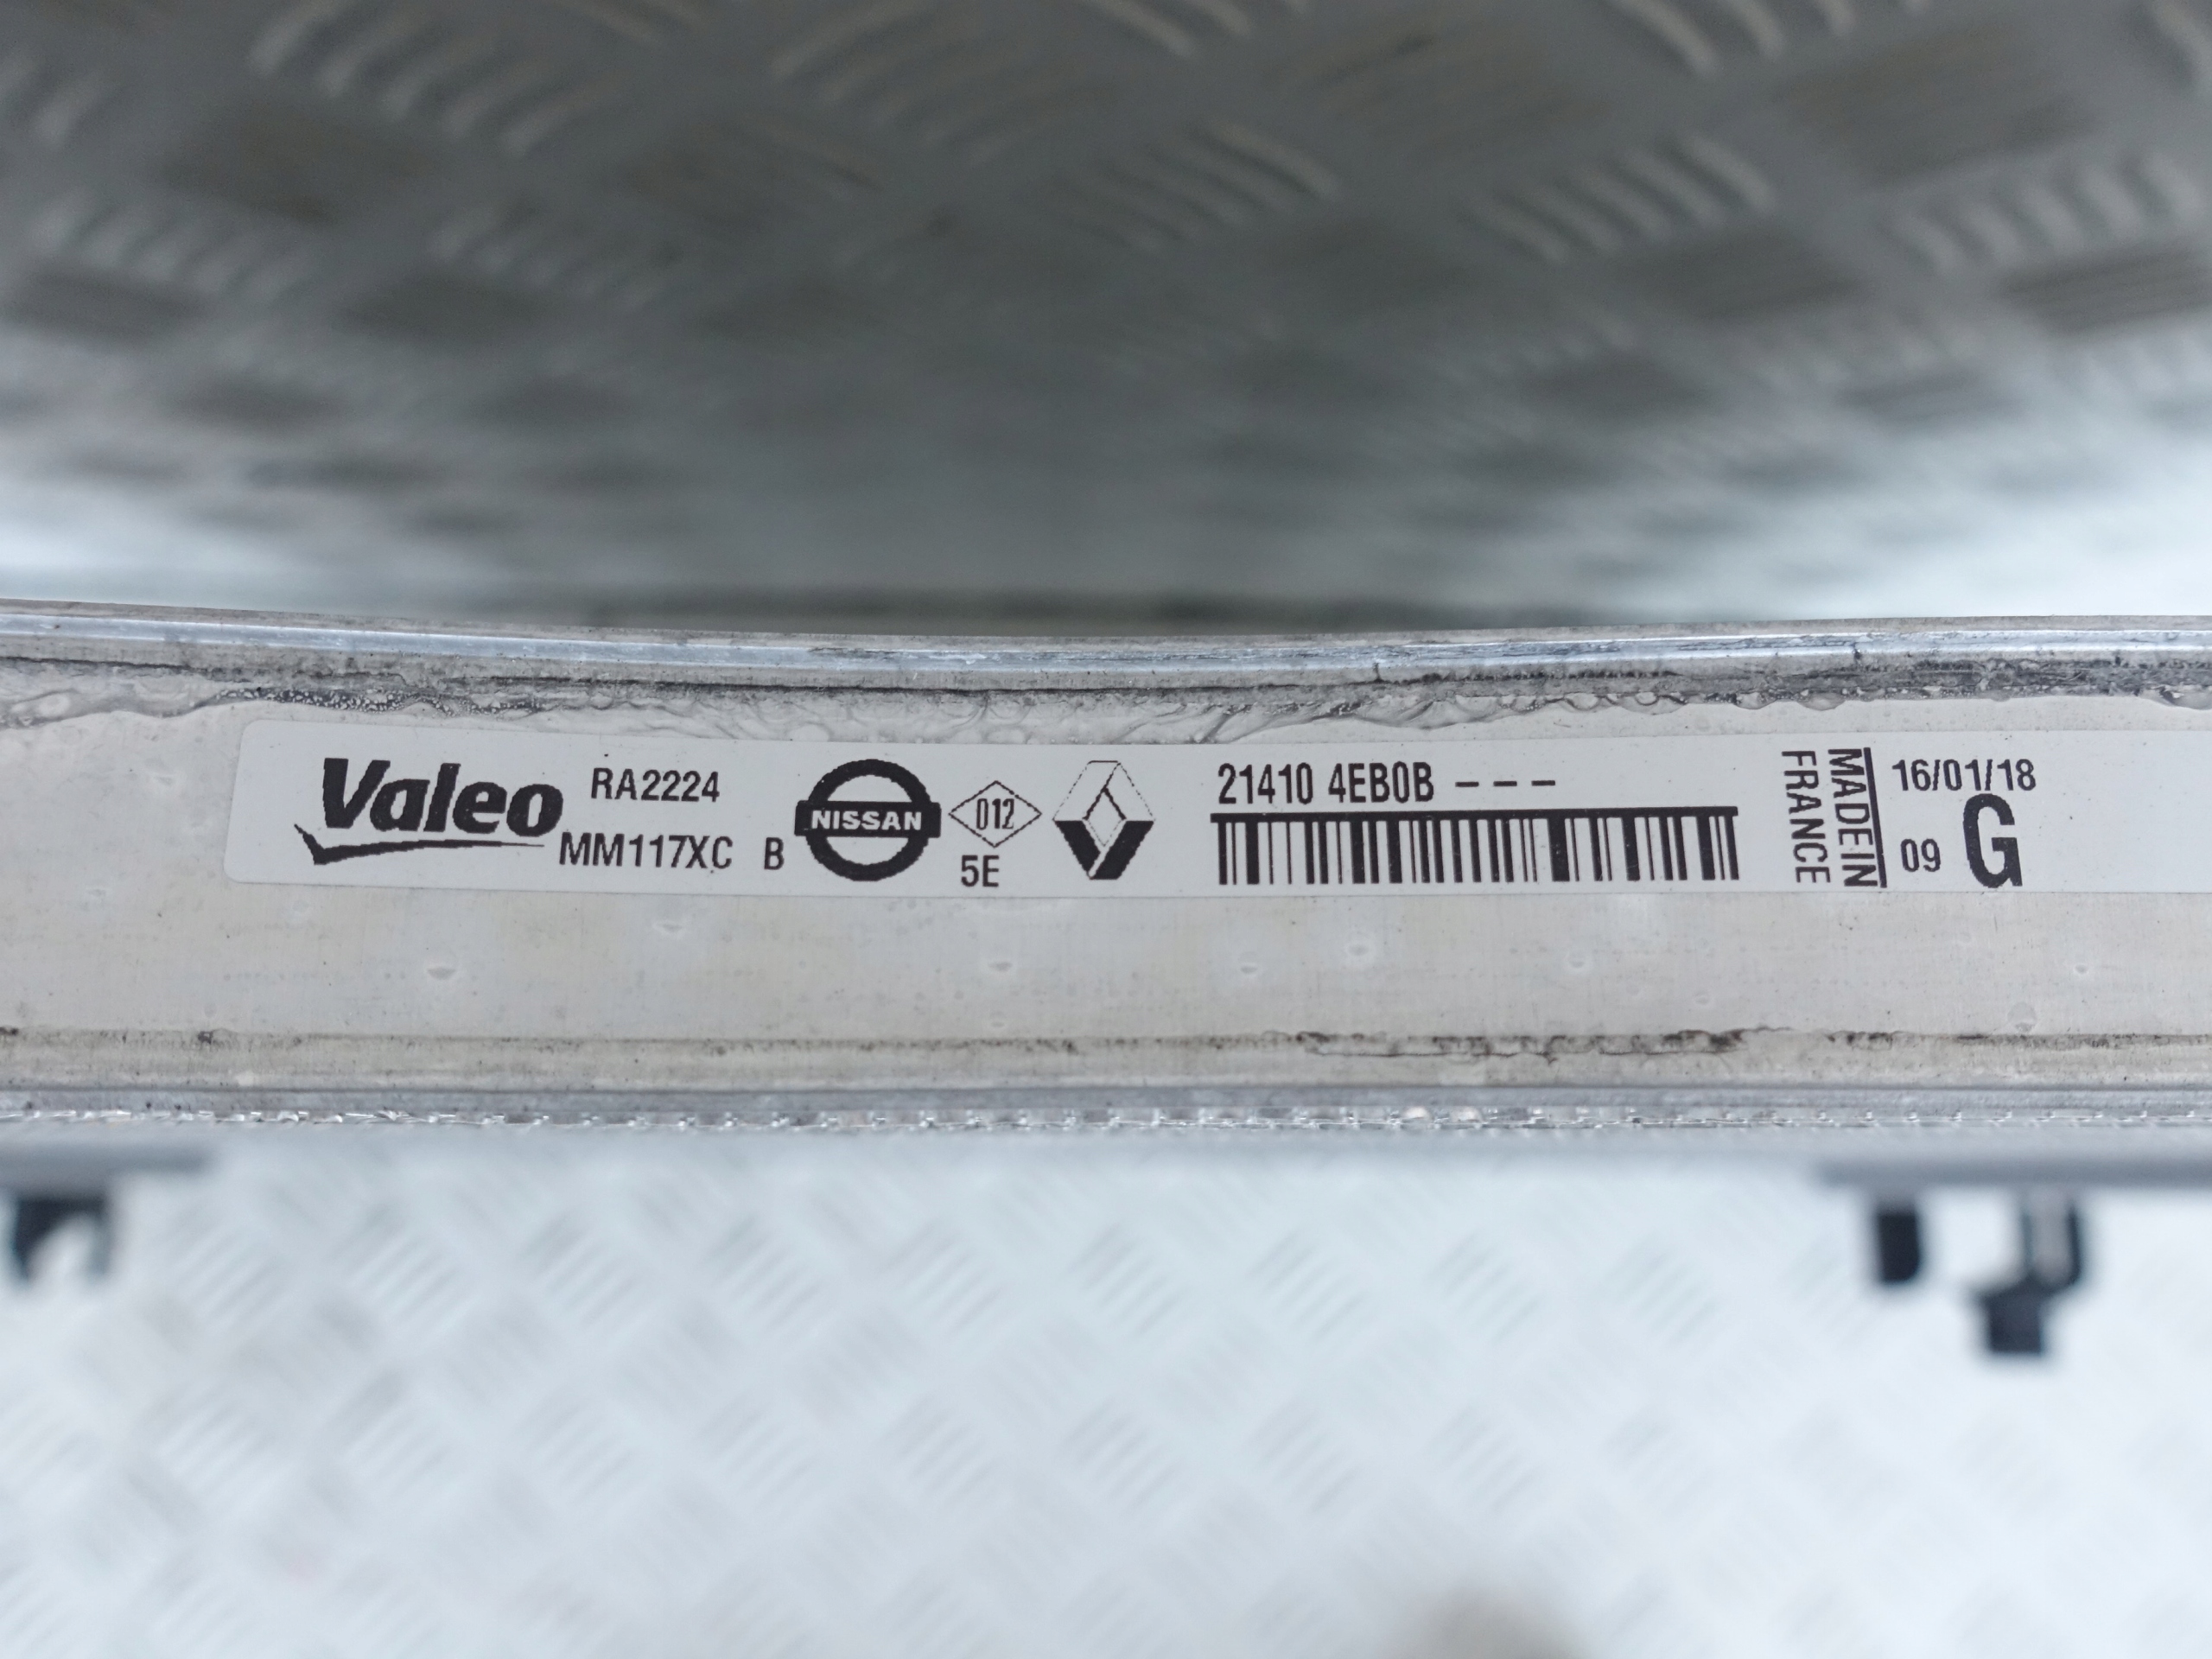 Valeo RA2224
MM117XC B
NISSAN
012
5E
21410 4EB0B ---
MADE IN
FRANCE
16/01/18
09 G